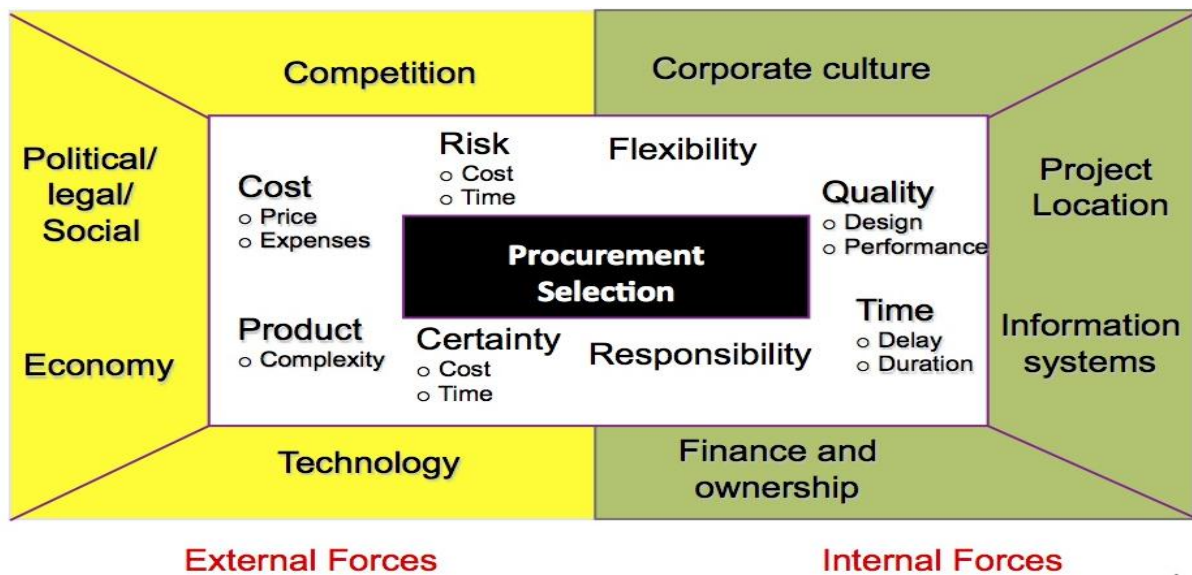 Competition
Corporate culture
Political/
legal/
Social
Economy
Risk
o Cost
o Time
Flexibility
Cost
o Price
o Expenses
Quality
o Design
o Performance
Procurement
Selection
Product
o Complexity
Certainty
o Cost
o Time
Responsibility
Time
o Delay
o Duration
Project
Location
Information
systems
Technology
Finance and
ownership
External Forces
Internal Forces